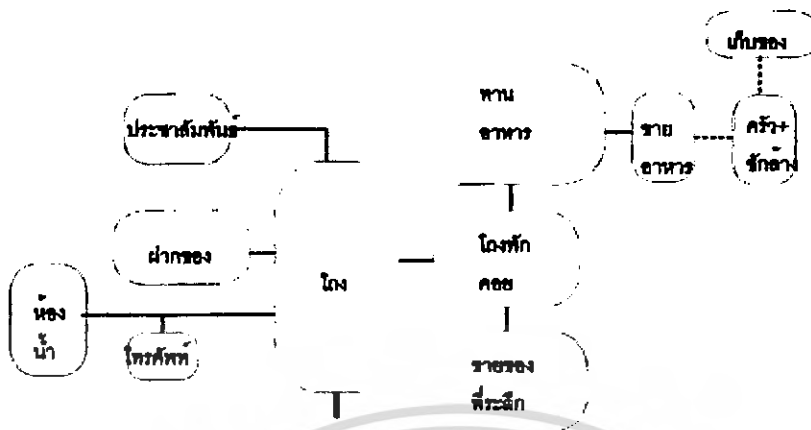 เก็บของ
ทาน
อาหาร
ขาย
อาหาร
ครัว+
ซักล้าง
ประชาสัมพันธ์
ฝากของ
โถง
โถงพัก
คอย
ห้อง
น้ำ
โทรศัพท์
ขายของ
ที่ระลึก